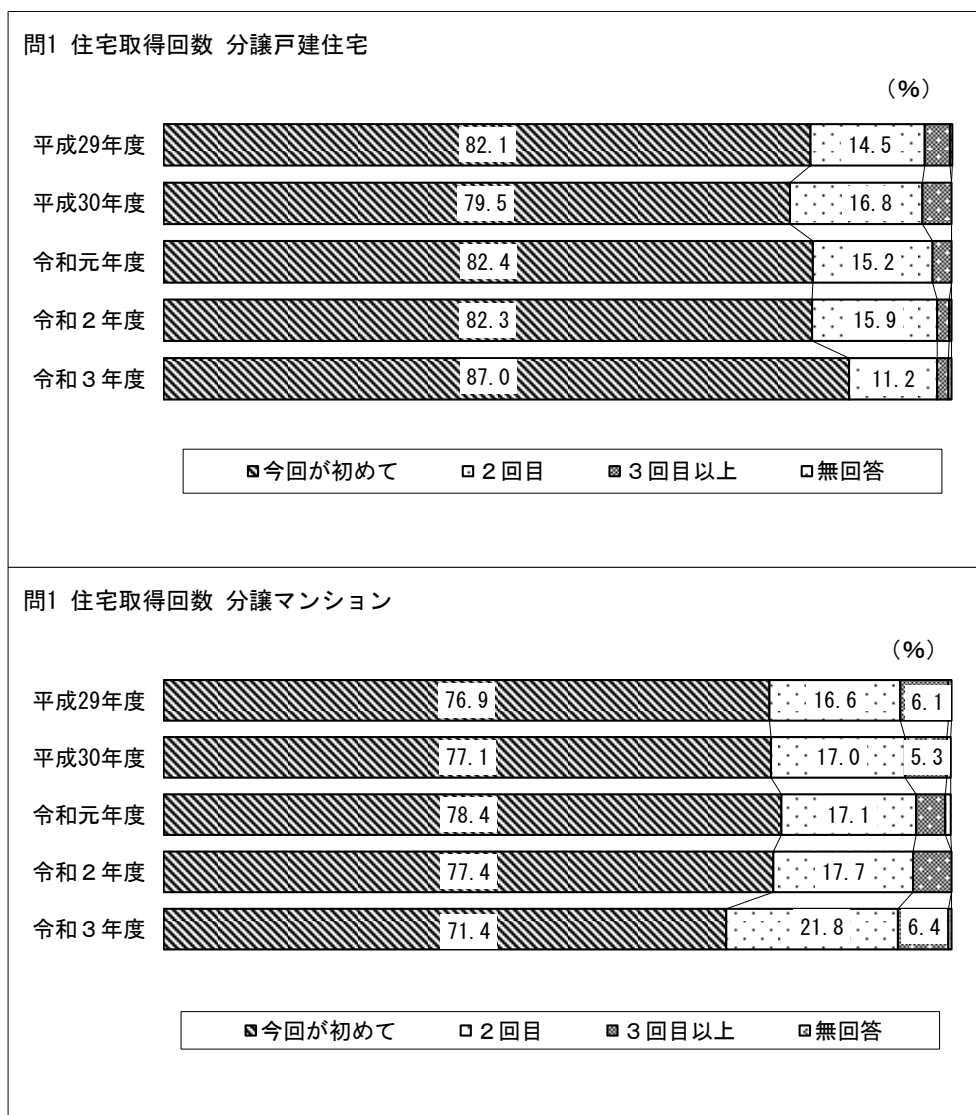 問1 住宅取得回数 分譲戸建住宅
(%)
平成29年度 82.1 14.5
平成30年度 79.5 16.8
令和元年度 82.4 15.2
令和２年度 82.3 15.9
令和３年度 87.0 11.2
今回が初めて ２回目 ３回目以上 無回答
問1 住宅取得回数 分譲マンション
(%)
平成29年度 76.9 16.6 6.1
平成30年度 77.1 17.0 5.3
令和元年度 78.4 17.1
令和２年度 77.4 17.7
令和３年度 71.4 21.8 6.4
今回が初めて ２回目 ３回目以上 無回答